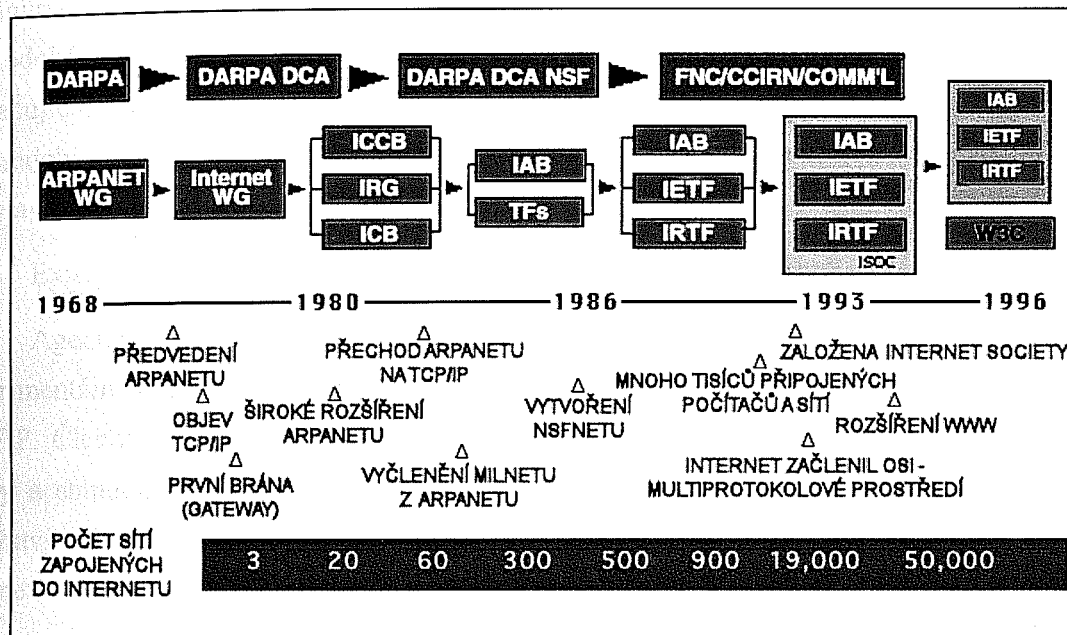 DARPA DARPA DCA DARPA DCA NSF FNC/CCIRN/COMM'L
IAB
IETF
IRTF
W3C
ARPANET
WG
Internet
WG
ICCB
IRG
ICB
IAB
TFs
IAB
IETF
IRTF
IAB
IETF
IRTF
ISOC
1968 1980 1986 1993 1996
PŘEDVEDENÍ
ARPANETU
PŘECHOD ARPANETU
NA TCP/IP
ZALOŽENA INTERNET SOCIETY
MNOHO TISÍCŮ PŘIPOJENÝCH
POČÍTAČŮ A SÍTÍ
OBJEV
TCP/IP
ŠIROKÉ ROZŠÍŘENÍ
ARPANETU
VYTVOŘENÍ
NSFNETU
ROZŠÍŘENÍ WWW
PRVNÍ BRÁNA
(GATEWAY)
VYČLENĚNÍ MILNETU
Z ARPANETU
INTERNET ZAČLENIL OSI -
MULTIPROTOKOLOVÉ PROSTŘEDÍ
POČET SÍTÍ
ZAPOJENÝCH
DO INTERNETU
3 20 60 300 500 900 19,000 50,000